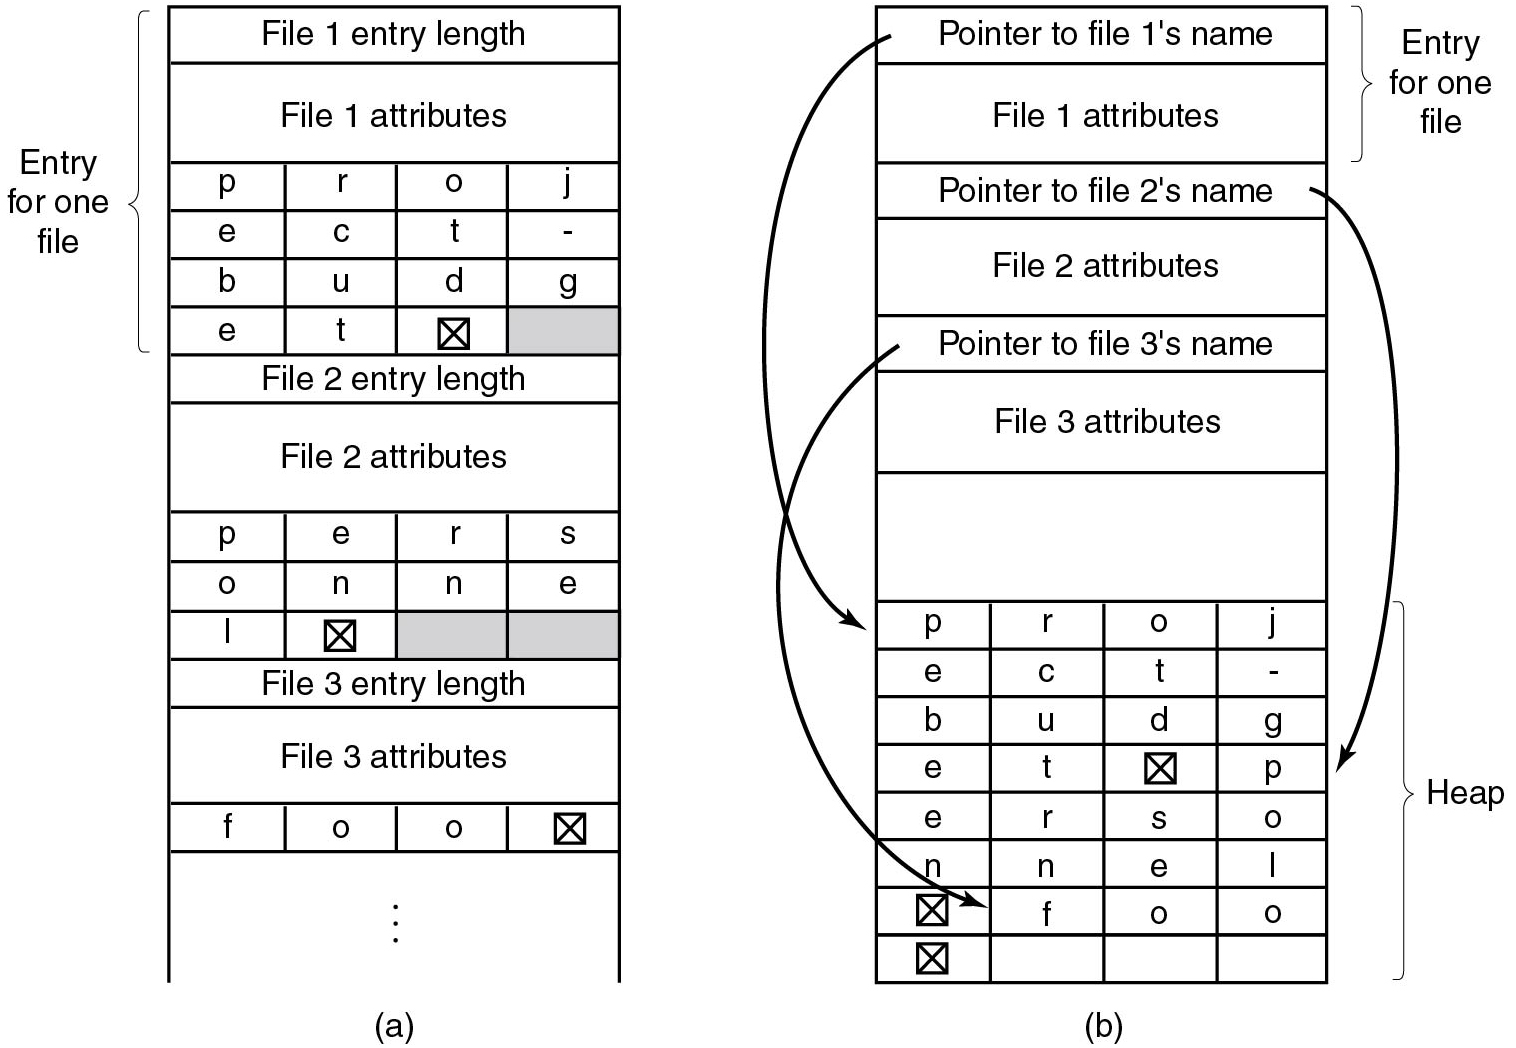 File 1 entry length
File 1 attributes
Entry
for one
file
p r o j
e c t -
b u d g
e t ☒
File 2 entry length
File 2 attributes
p e r s
o n n e
l ☒
File 3 entry length
File 3 attributes
f o o ☒
⋮
(a)
Pointer to file 1's name
File 1 attributes
Entry
for one
file
Pointer to file 2's name
File 2 attributes
Pointer to file 3's name
File 3 attributes
p r o j
e c t -
b u d g
e t ☒ p
e r s o
n n e l
☒ f o o
☒
Heap
(b)